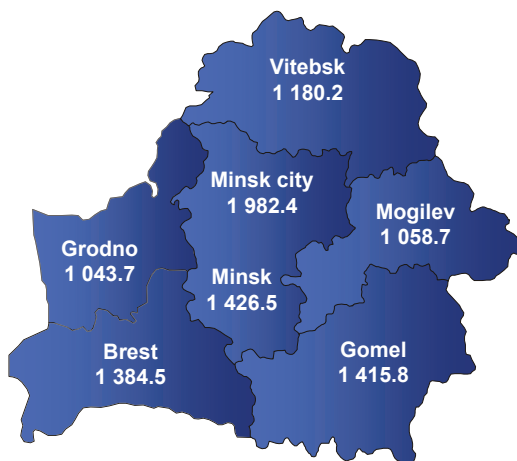 Vitebsk
1 180.2
Minsk city
1 982.4
Mogilev
1 058.7
Grodno
1 043.7
Minsk
1 426.5
Brest
1 384.5
Gomel
1 415.8